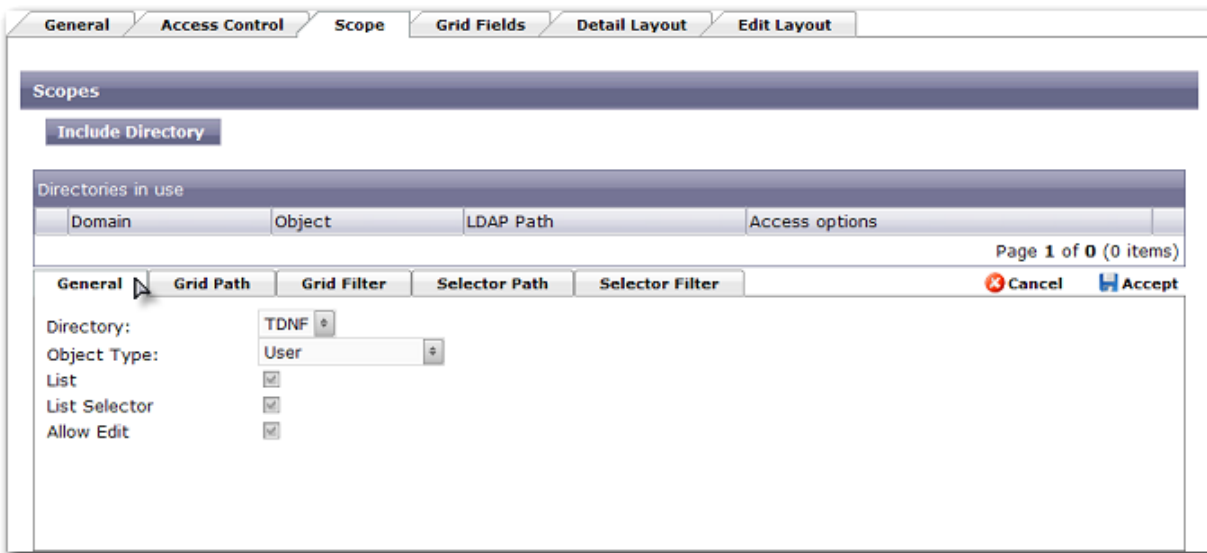 General Access Control Scope Grid Fields Detail Layout Edit Layout
Scopes
Include Directory
Directories in use
Domain Object LDAP Path Access options
Page 1 of 0 (0 items)
General Grid Path Grid Filter Selector Path Selector Filter Cancel Accept
Directory: TDNF
Object Type: User
List
List Selector
Allow Edit